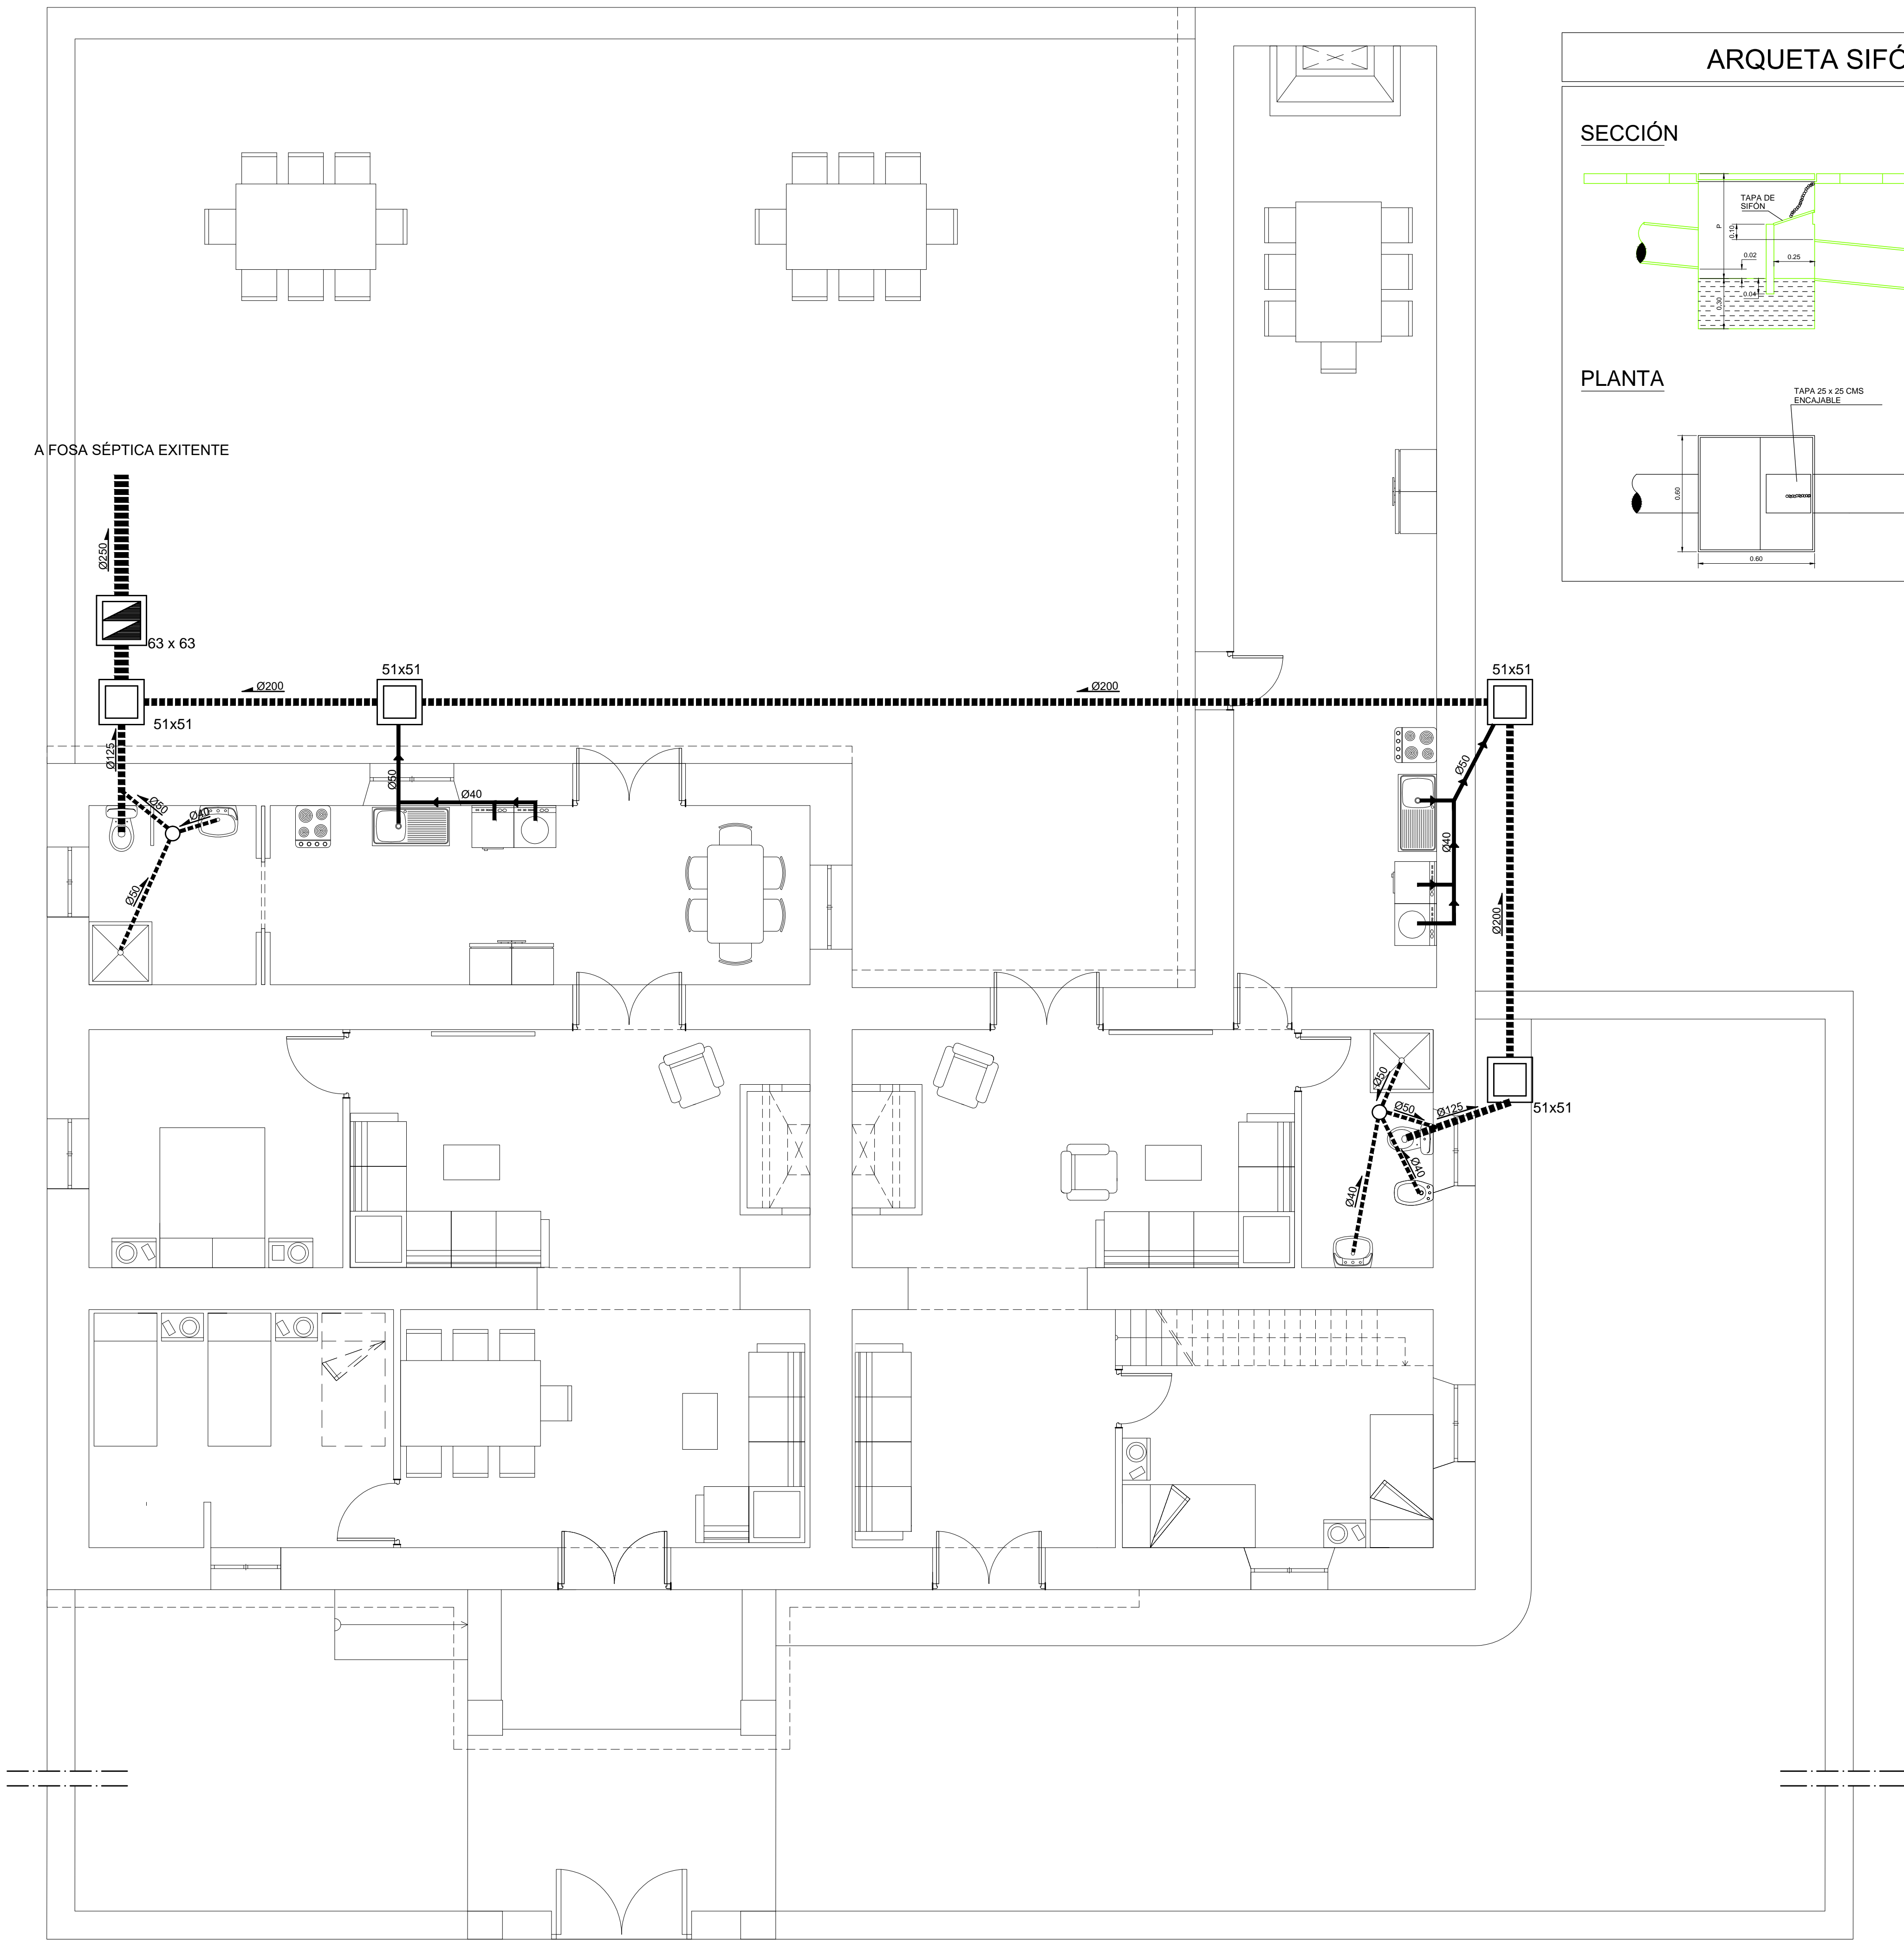 ARQUETA SIFÓ
SECCIÓN
TAPA DE
SIFÓN
P
0.10
0.02
0.25
0.04
0.30
PLANTA
TAPA 25 x 25 CMS
ENCAJABLE
0.60
0.60
A FOSA SÉPTICA EXITENTE
Ø250
63 x 63
51x51
51x51
Ø200
Ø200
51x51
Ø125
Ø50
Ø40
Ø50
Ø50
Ø40
Ø50
Ø40
Ø200
51x51
Ø50
Ø50
Ø125
Ø40
Ø40